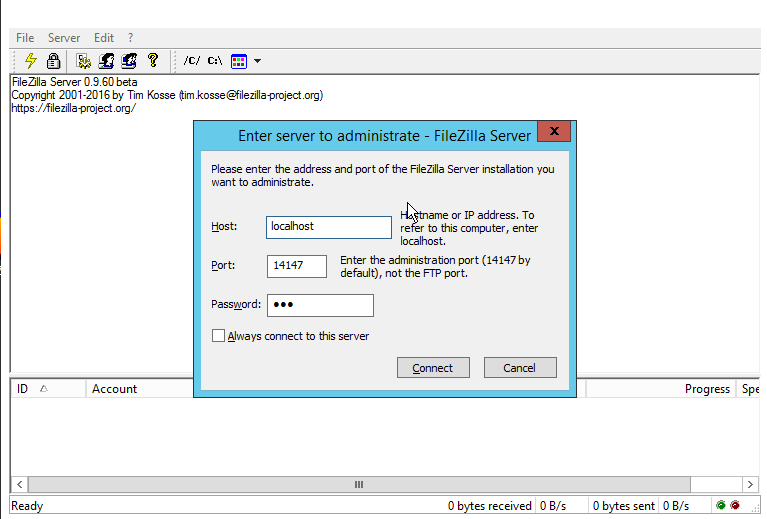 File Server Edit ?
/C/ C:\
FileZilla Server 0.9.60 beta
Copyright 2001-2016 by Tim Kosse (tim.kosse@filezilla-project.org)
https://filezilla-project.org/
Enter server to administrate - FileZilla Server
x
Please enter the address and port of the FileZilla Server installation you
want to administrate.
Host: localhost
Hostname or IP address. To
refer to this computer, enter
localhost.
Port: 14147
Enter the administration port (14147 by
default), not the FTP port.
Password: ●●●
Always connect to this server
Connect Cancel
ID Account Progress Spe
Ready 0 bytes received 0 B/s 0 bytes sent 0 B/s